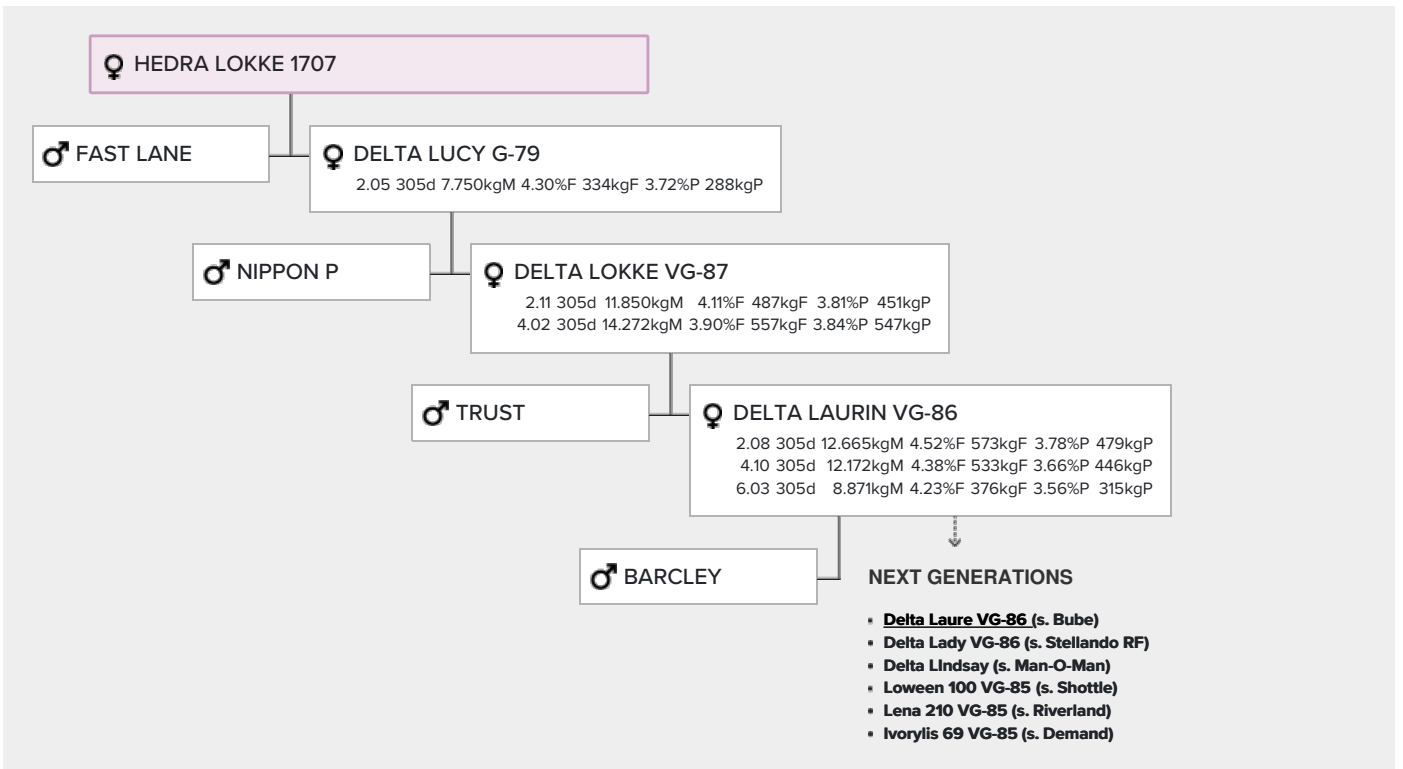 HEDRA LOKKE 1707
FAST LANE
DELTA LUCY G-79
2.05 305d 7.750kgM 4.30%F 334kgF 3.72%P 288kgP
NIPPON P
DELTA LOKKE VG-87
2.11 305d 11.850kgM 4.11%F 487kgF 3.81%P 451kgP
4.02 305d 14.272kgM 3.90%F 557kgF 3.84%P 547kgP
TRUST
DELTA LAURIN VG-86
2.08 305d 12.665kgM 4.52%F 573kgF 3.78%P 479kgP
4.10 305d 12.172kgM 4.38%F 533kgF 3.66%P 446kgP
6.03 305d 8.871kgM 4.23%F 376kgF 3.56%P 315kgP
BARCLEY
NEXT GENERATIONS
• Delta Laure VG-86 (s. Bube)
• Delta Lady VG-86 (s. Stellando RF)
• Delta LIndsay (s. Man-O-Man)
• Loween 100 VG-85 (s. Shottle)
• Lena 210 VG-85 (s. Riverland)
• Ivorylis 69 VG-85 (s. Demand)